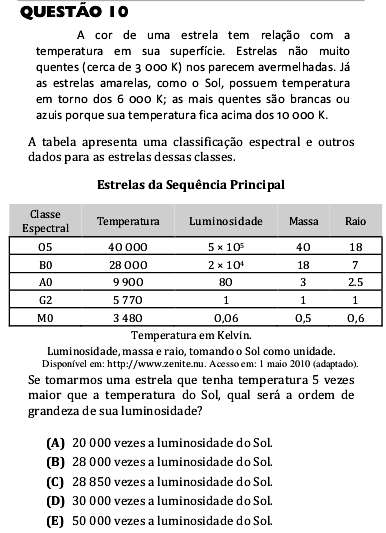 QUESTÃO 10
A cor de uma estrela tem relação com a
temperatura em sua superfície. Estrelas não muito
quentes (cerca de 3 000 K) nos parecem avermelhadas. Já
as estrelas amarelas, como o Sol, possuem temperatura
em torno dos 6 000 K; as mais quentes são brancas ou
azuis porque sua temperatura fica acima dos 10 000 K.
A tabela apresenta uma classificação espectral e outros
dados para as estrelas dessas classes.
Estrelas da Sequência Principal
Classe
Espectral Temperatura Luminosidade Massa Raio
05 40 000 5 × 10⁵ 40 18
B0 28 000 2 × 10⁴ 18 7
A0 9 900 80 3 2.5
G2 5 770 1 1 1
M0 3 480 0,06 0,5 0,6
Temperatura em Kelvin.
Luminosidade, massa e raio, tomando o Sol como unidade.
Disponível em: http://www.zenite.nu. Acesso em: 1 maio 2010 (adaptado).
Se tomarmos uma estrela que tenha temperatura 5 vezes
maior que a temperatura do Sol, qual será a ordem de
grandeza de sua luminosidade?
(A) 20 000 vezes a luminosidade do Sol.
(B) 28 000 vezes a luminosidade do Sol.
(C) 28 850 vezes a luminosidade do Sol.
(D) 30 000 vezes a luminosidade do Sol.
(E) 50 000 vezes a luminosidade do Sol.